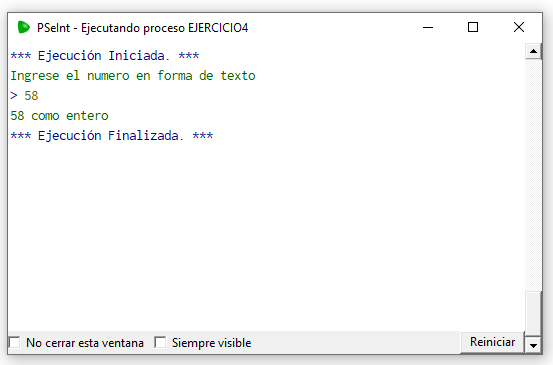 PSeInt - Ejecutando proceso EJERCICIO4
*** Ejecución Iniciada. ***
Ingrese el numero en forma de texto
> 58
58 como entero
*** Ejecución Finalizada. ***
No cerrar esta ventana
Siempre visible
Reiniciar